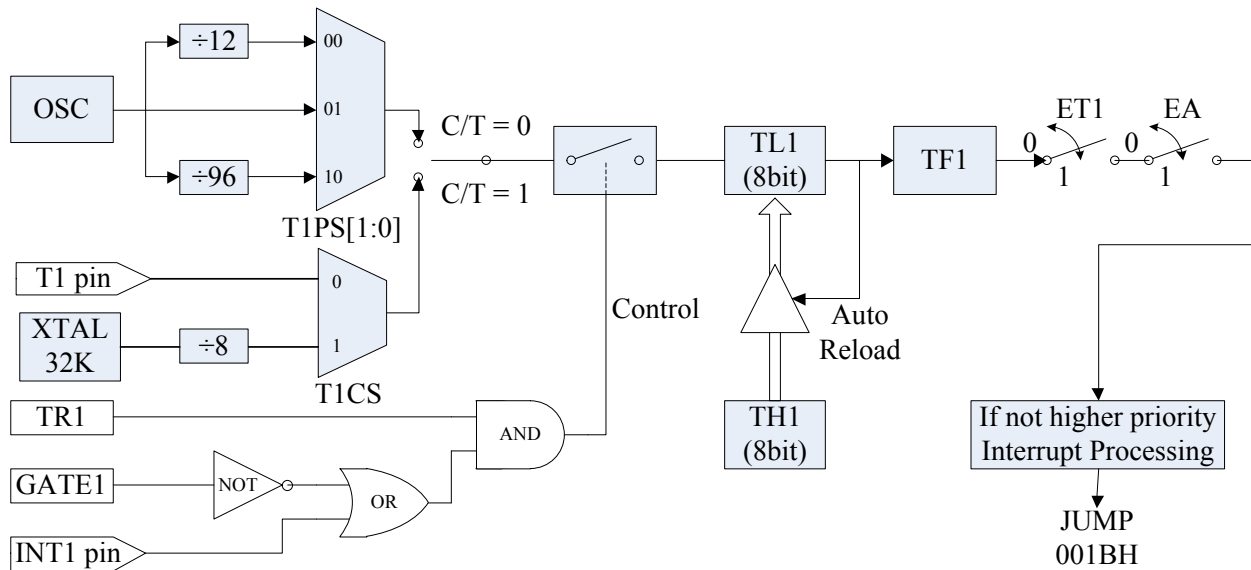 OSC
÷12
÷96
00
01
10
T1PS[1:0]
C/T = 0
C/T = 1
TL1
(8bit)
TF1
ET1
0
1
EA
0
1
T1 pin
XTAL
32K
÷8
0
1
T1CS
Control
Auto
Reload
TH1
(8bit)
TR1
AND
GATE1
NOT
OR
INT1 pin
If not higher priority
Interrupt Processing
JUMP
001BH